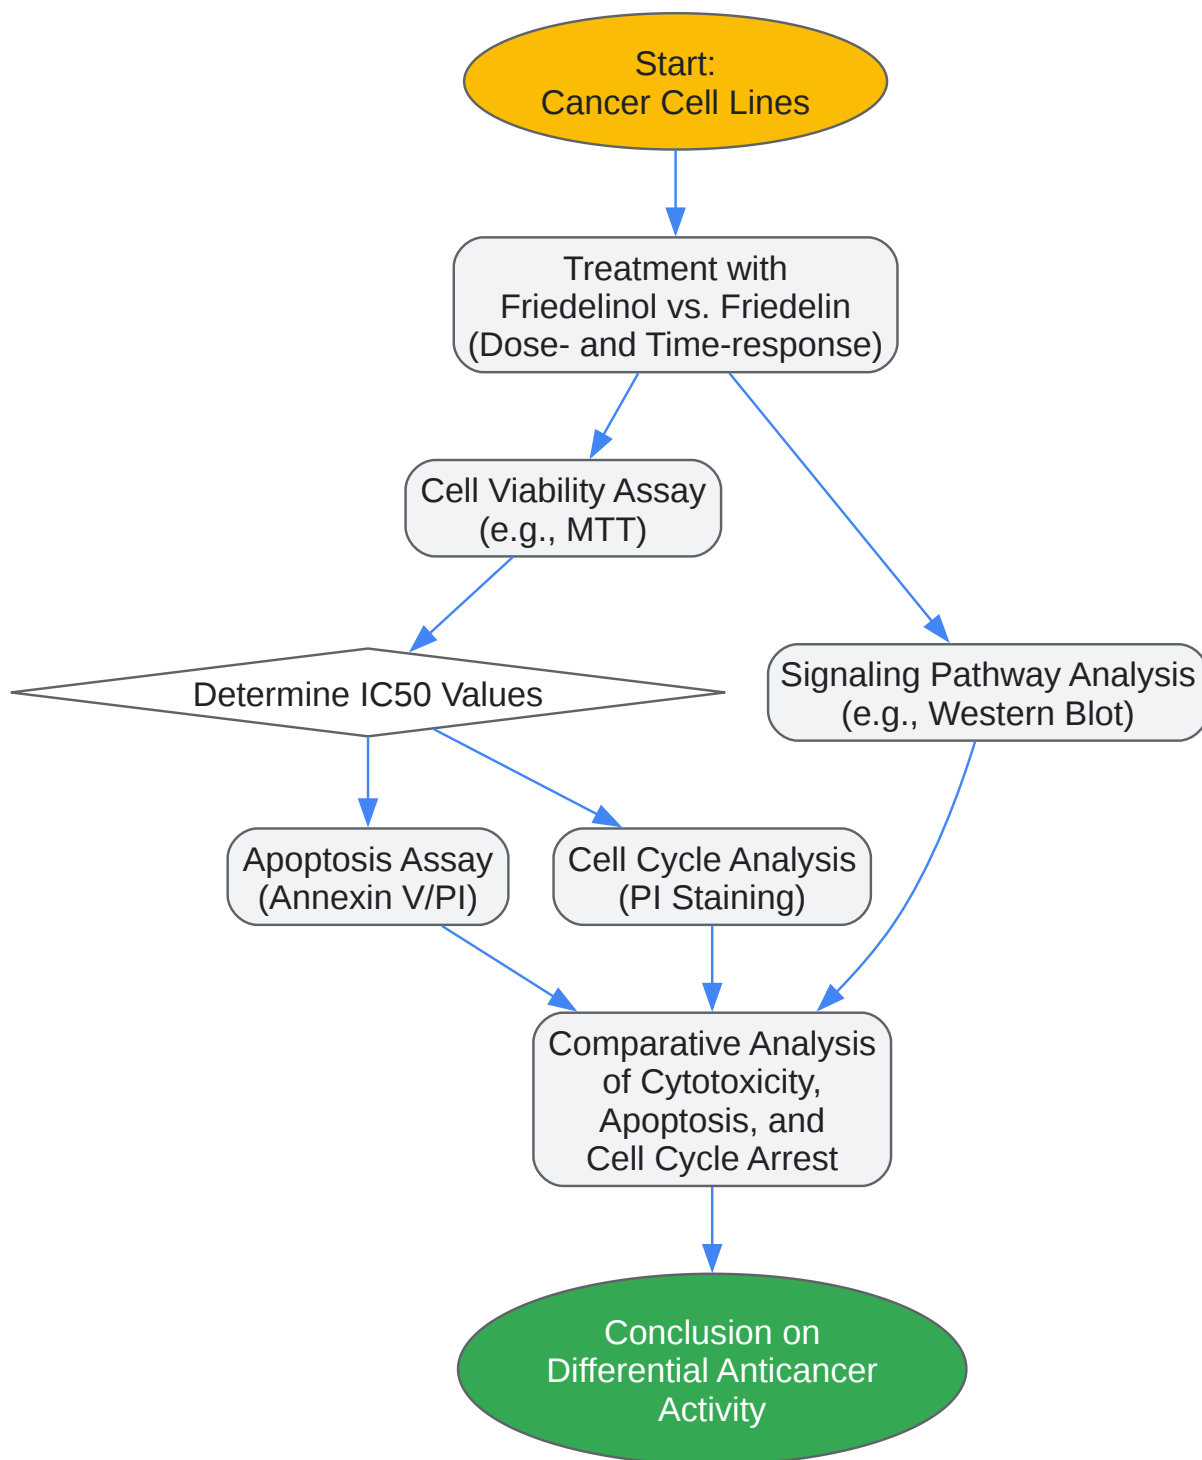 Start:
Cancer Cell Lines
Treatment with
Friedelinol vs. Friedelin
(Dose- and Time-response)
Cell Viability Assay
(e.g., MTT)
Determine IC50 Values
Signaling Pathway Analysis
(e.g., Western Blot)
Apoptosis Assay
(Annexin V/PI)
Cell Cycle Analysis
(PI Staining)
Comparative Analysis
of Cytotoxicity,
Apoptosis, and
Cell Cycle Arrest
Conclusion on
Differential Anticancer
Activity